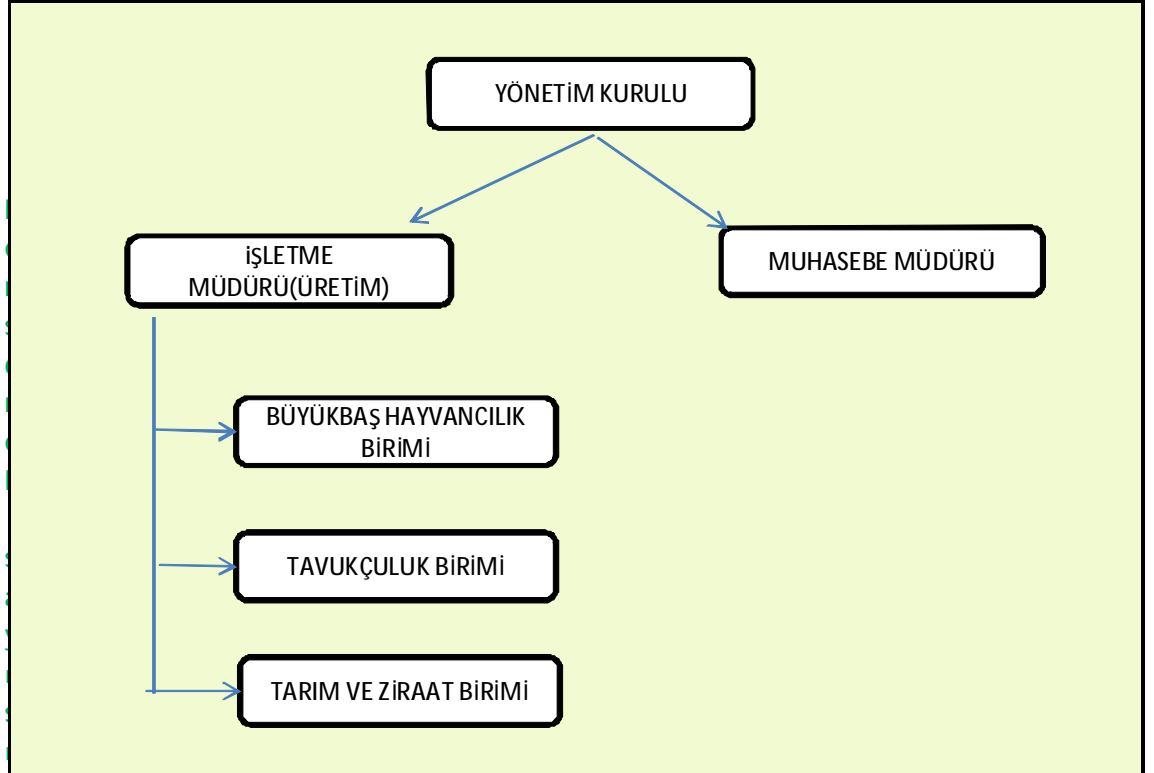 YÖNETİM KURULU
İŞLETME
MÜDÜRÜ(ÜRETİM)
MUHASEBE MÜDÜRÜ
BÜYÜKBAŞ HAYVANCILIK
BİRİMİ
TAVUKÇULUK BİRİMİ
TARIM VE ZİRAAT BİRİMİ